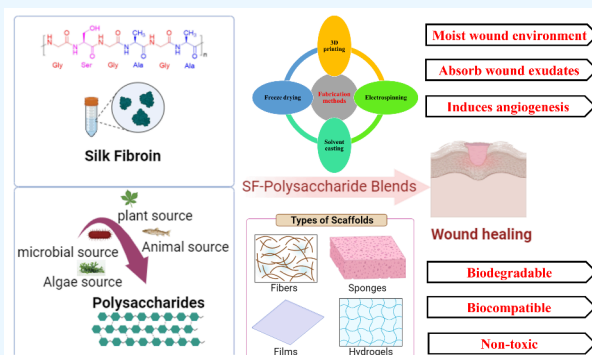 OH
O
H
N
n
Gly
Ser
Gly
Ala
Gly
Ala
Silk Fibroin
plant source
Animal source
microbial source
Algae source
Polysaccharides
3D
printing
Freeze drying
Fabrication
methods
Electrospinning
Solvent
casting
SF-Polysaccharide Blends
Types of Scaffolds
Fibers
Sponges
Films
Hydrogels
Moist wound environment
Absorb wound exudates
Induces angiogenesis
Wound healing
Biodegradable
Biocompatible
Non-toxic